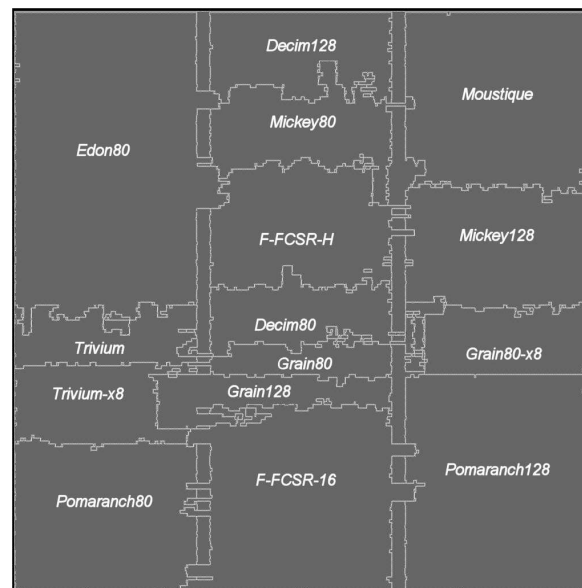 Decim128
Moustique
Mickey80
Edon80
F-FCSR-H
Mickey128
Decim80
Trivium
Grain80
Grain80-x8
Trivium-x8
Grain128
Pomaranch80
F-FCSR-16
Pomaranch128